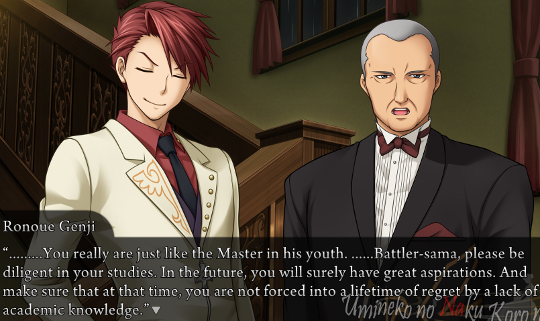 Ronoue Genji
“.........You really are just like the Master in his youth. ......Battler-sama, please be
diligent in your studies. In the future, you will surely have great aspirations. And
make sure that at that time, you are not forced into a lifetime of regret by a lack of
academic knowledge.”
Umineko no Naku Koro n